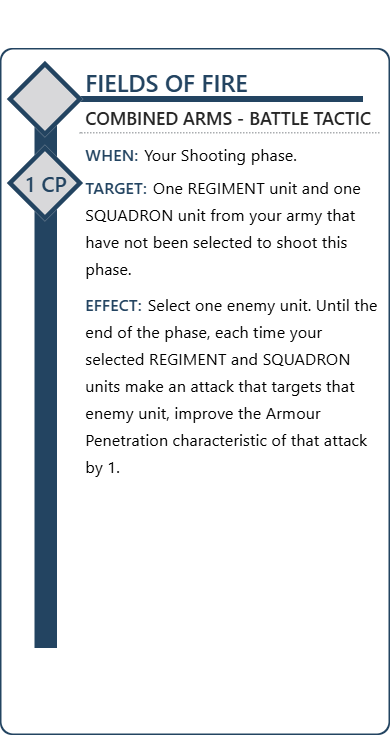 FIELDS OF FIRE
COMBINED ARMS - BATTLE TACTIC
WHEN: Your Shooting phase.
1 CP
TARGET: One REGIMENT unit and one
SQUADRON unit from your army that
have not been selected to shoot this
phase.
EFFECT: Select one enemy unit. Until the
end of the phase, each time your
selected REGIMENT and SQUADRON
units make an attack that targets that
enemy unit, improve the Armour
Penetration characteristic of that attack
by 1.